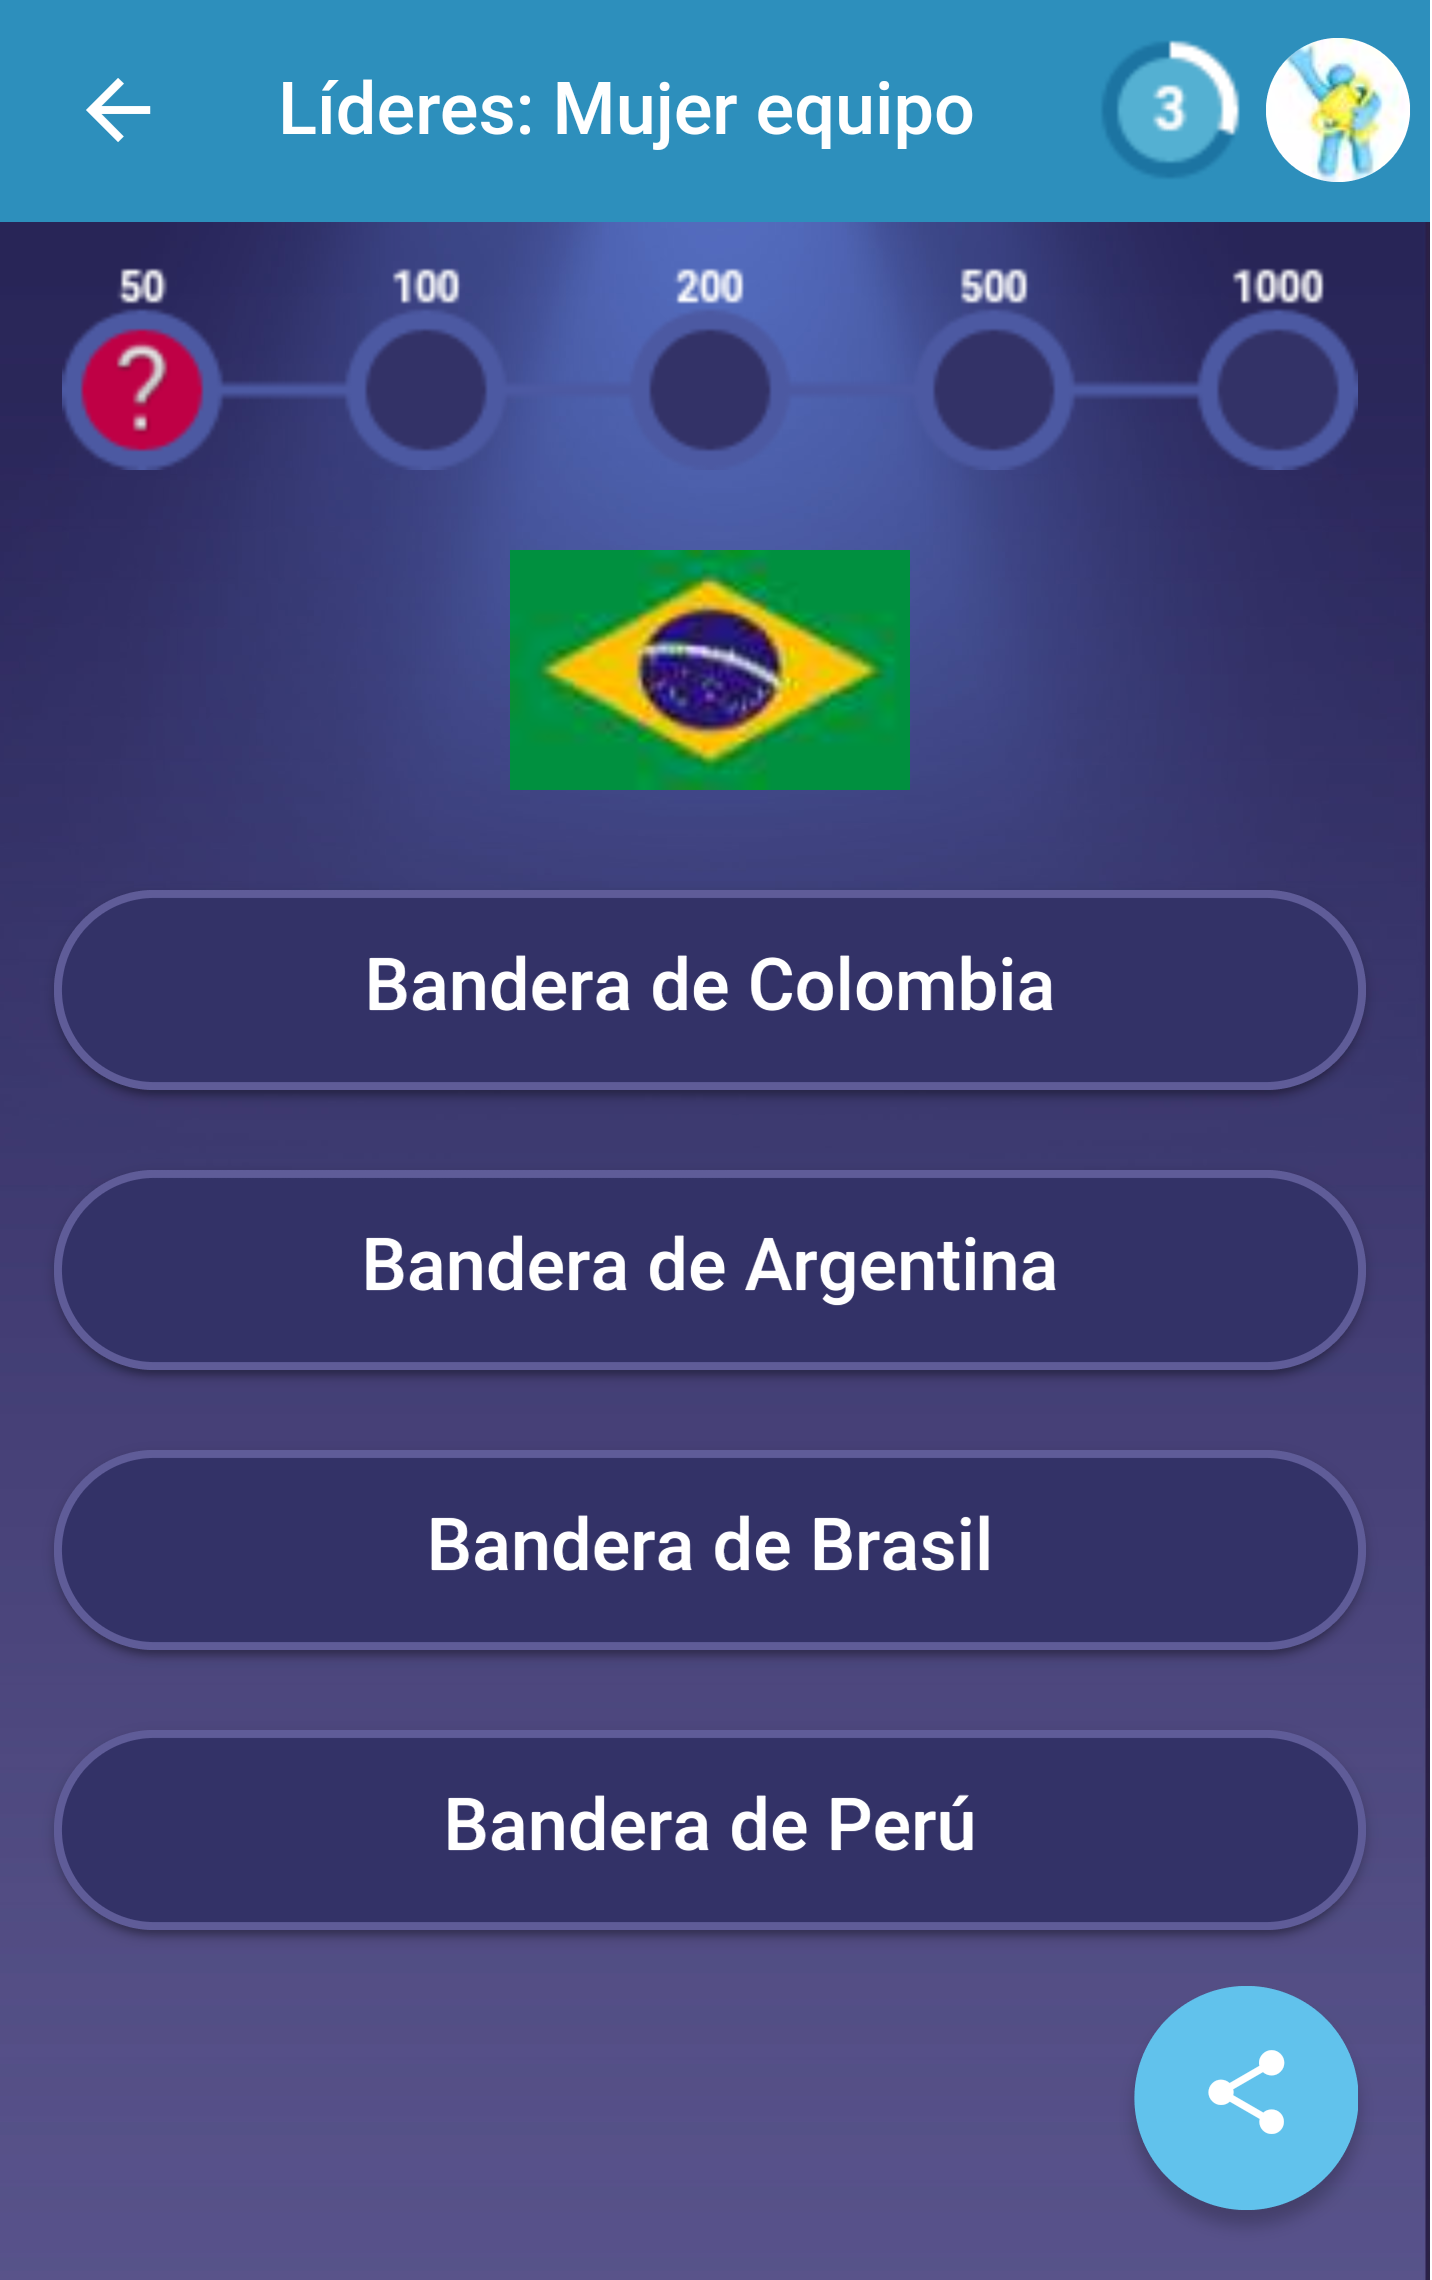 Líderes: Mujer equipo
3
50 100 200 500 1000
?
Bandera de Colombia
Bandera de Argentina
Bandera de Brasil
Bandera de Perú